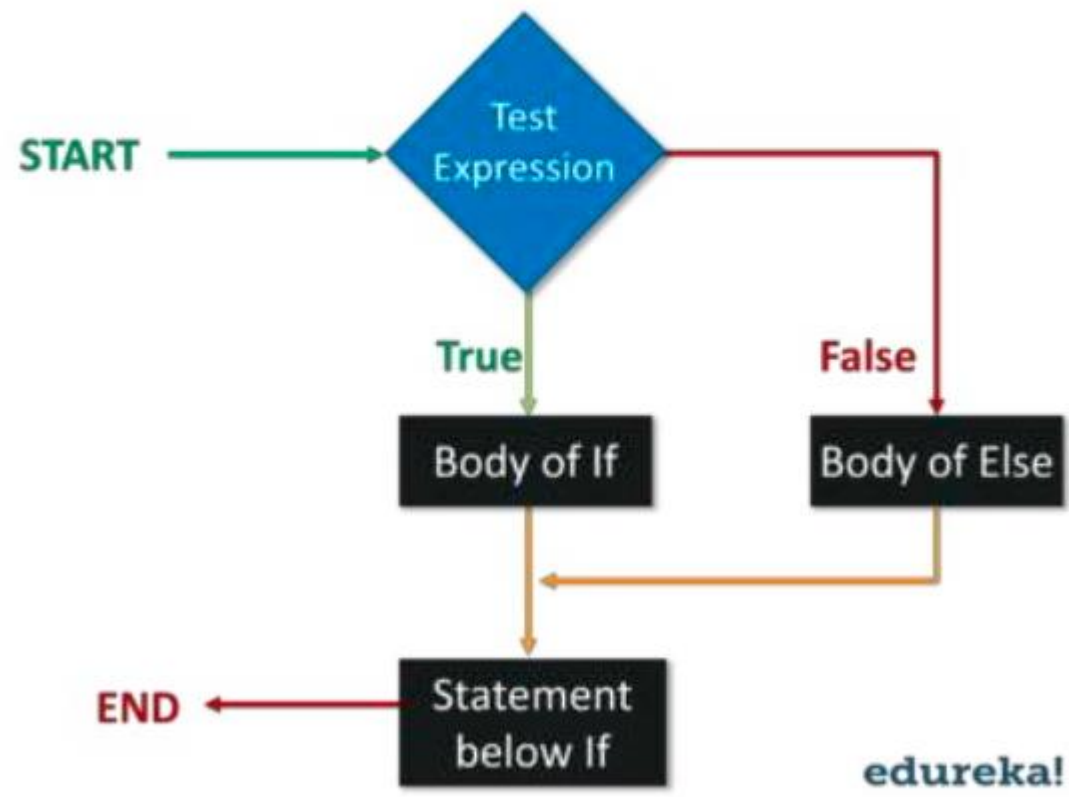 START
Test
Expression
True
False
Body of If
Body of Else
Statement
below If
END
edureka!